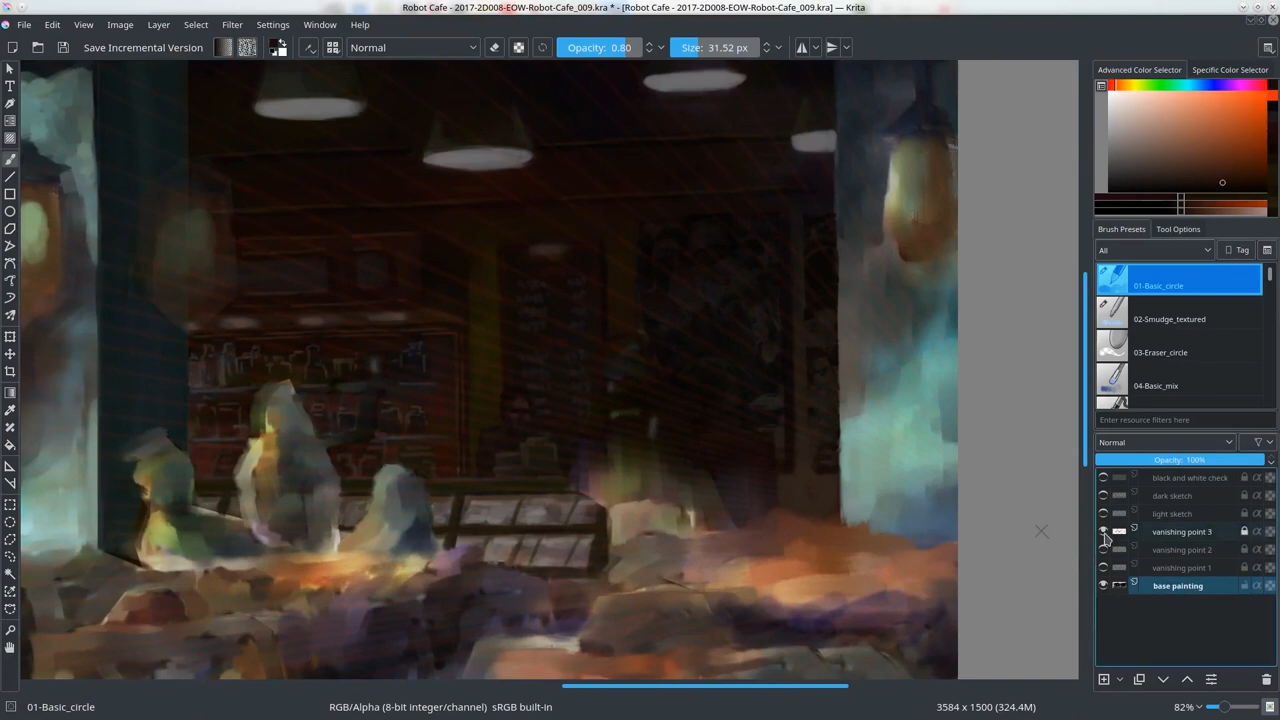 Robot Cafe - 2017-2D008-EOW-Robot-Cafe_009.kra * - [Robot Cafe - 2017-2D008-EOW-Robot-Cafe_009.kra] — Krita
File Edit View Image Layer Select Filter Settings Window Help
Save Incremental Version Normal Opacity: 0.80 Size: 31.52 px
Advanced Color Selector Specific Color Selector
Brush Presets Tool Options
All Tag
01-Basic_circle
02-Smudge_textured
03-Eraser_circle
04-Basic_mix
Enter resource filters here
Normal
Opacity: 100%
black and white check
dark sketch
light sketch
vanishing point 3
vanishing point 2
vanishing point 1
base painting
01-Basic_circle RGB/Alpha (8-bit integer/channel) sRGB built-in 3584 x 1500 (324.4M) 82%